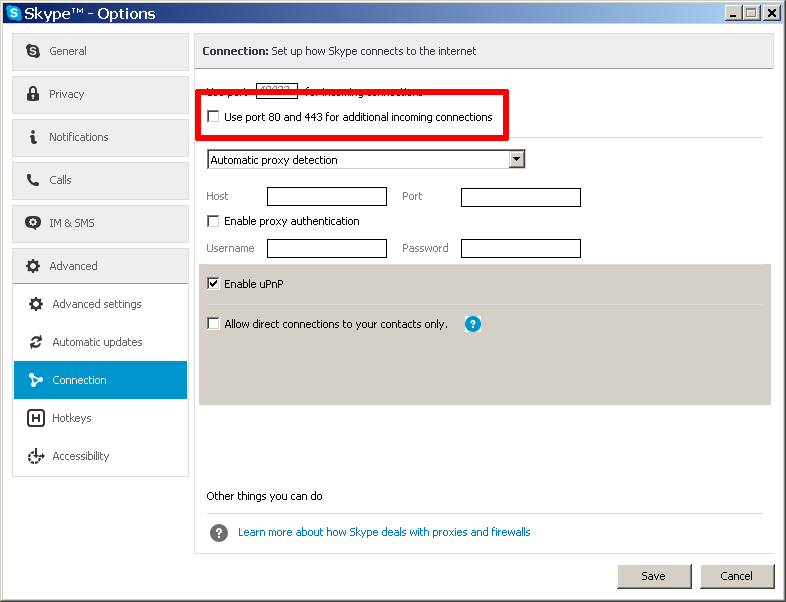 Skype™ - Options
General
Privacy
Notifications
Calls
IM & SMS
Advanced
Advanced settings
Automatic updates
Connection
Hotkeys
Accessibility
Connection: Set up how Skype connects to the internet
Use port for incoming connections
Use port 80 and 443 for additional incoming connections
Automatic proxy detection
Host Port
Enable proxy authentication
Username Password
Enable uPnP
Allow direct connections to your contacts only. ?
Other things you can do
? Learn more about how Skype deals with proxies and firewalls
Save Cancel